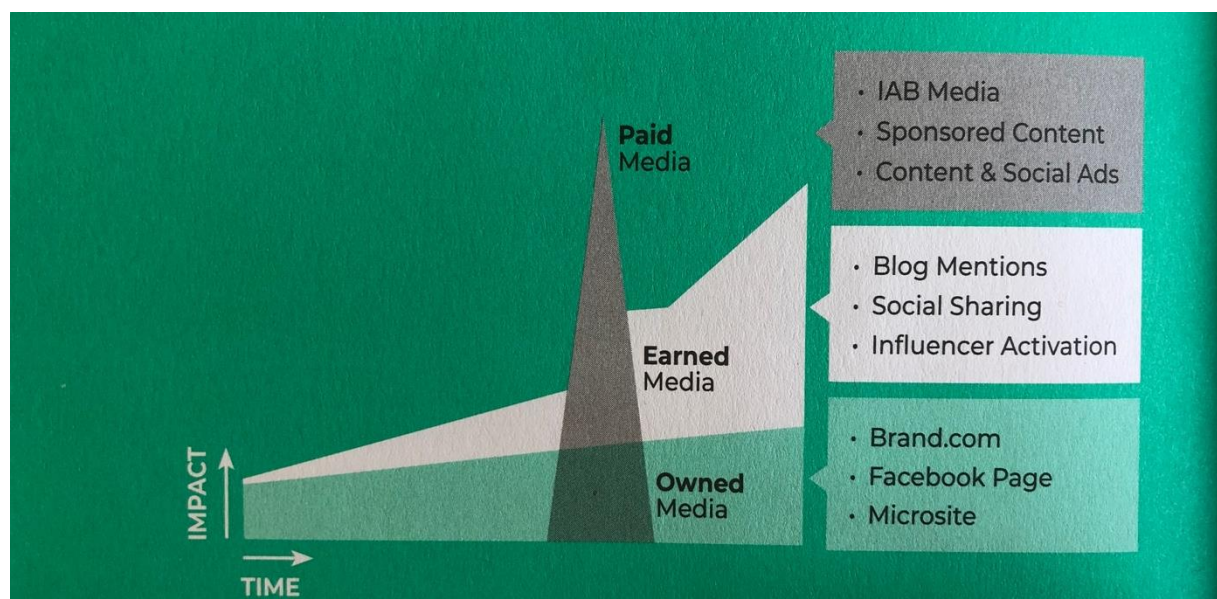 Paid
Media
Earned
Media
Owned
Media
IMPACT
TIME
· IAB Media
· Sponsored Content
· Content & Social Ads
· Blog Mentions
· Social Sharing
· Influencer Activation
· Brand.com
· Facebook Page
· Microsite